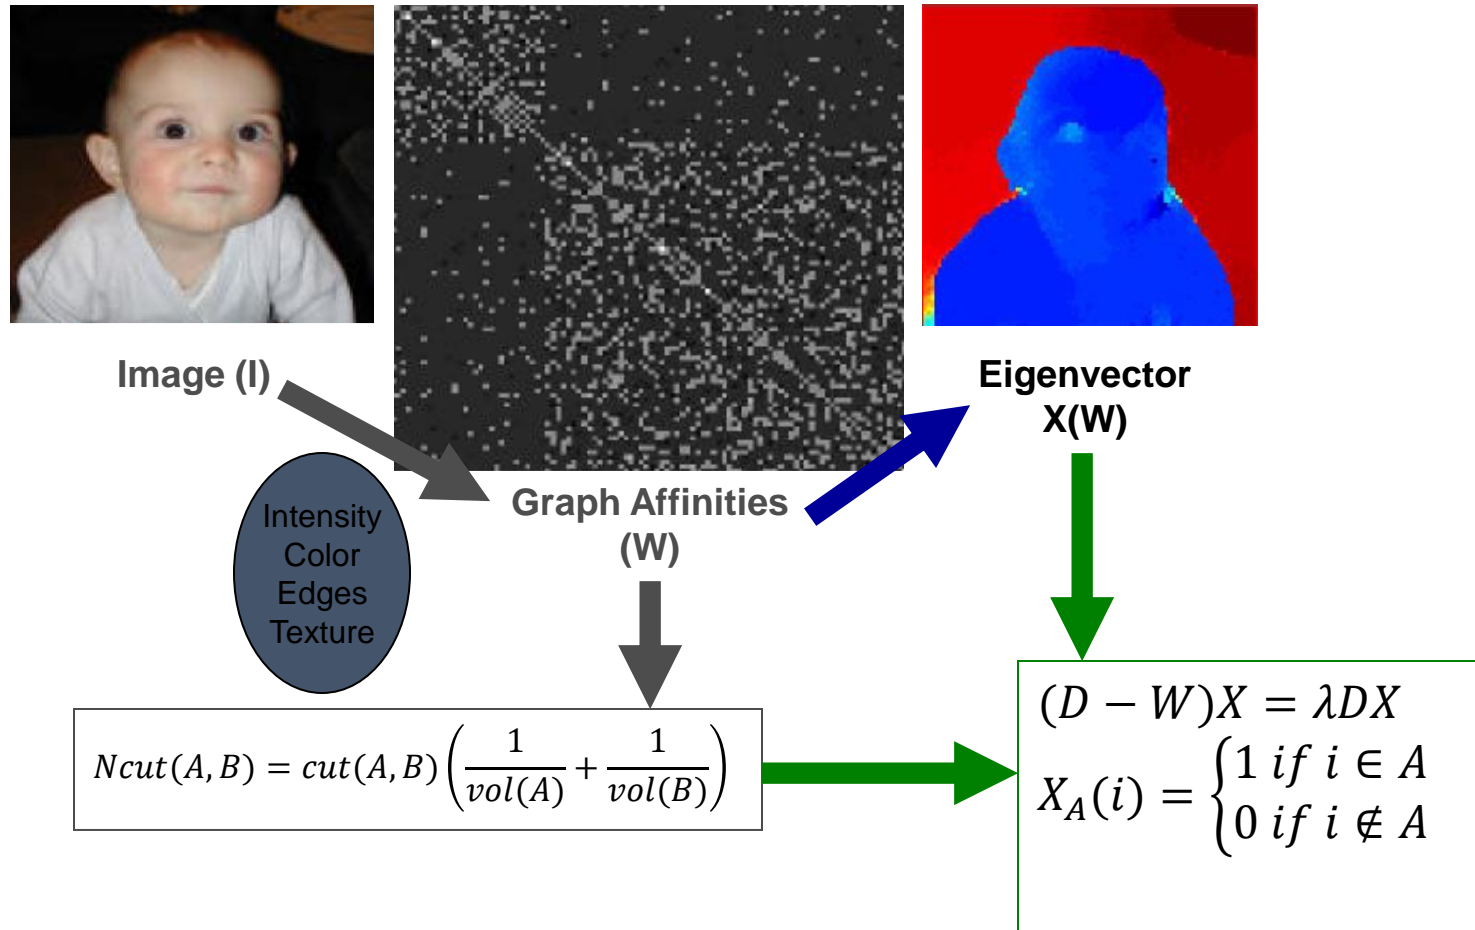 Image (I)
Eigenvector
X(W)
Graph Affinities
(W)
Intensity
Color
Edges
Texture
Ncut(A, B) = cut(A, B) (1/vol(A) + 1/vol(B))
(D − W)X = λDX
X_A(i) = {1 if i ∈ A
0 if i ∉ A